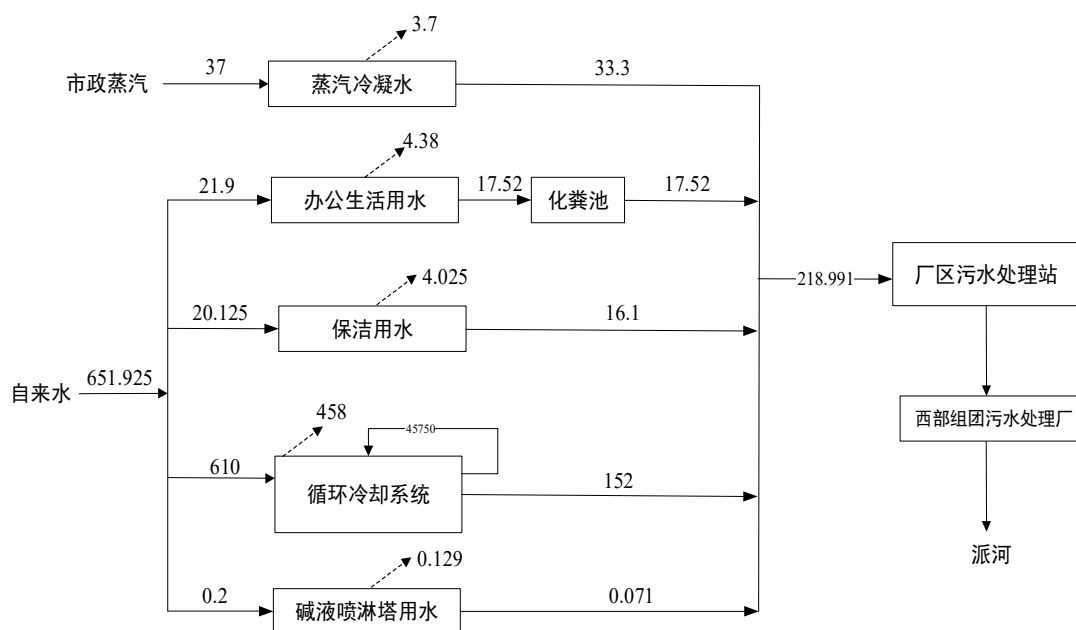 3.7
市政蒸汽
37
蒸汽冷凝水
33.3
4.38
21.9
办公生活用水
17.52
化粪池
17.52
4.025
20.125
保洁用水
16.1
218.991
厂区污水处理站
自来水
651.925
458
45750
610
循环冷却系统
152
西部组团污水处理厂
派河
0.129
0.2
碱液喷淋塔用水
0.071